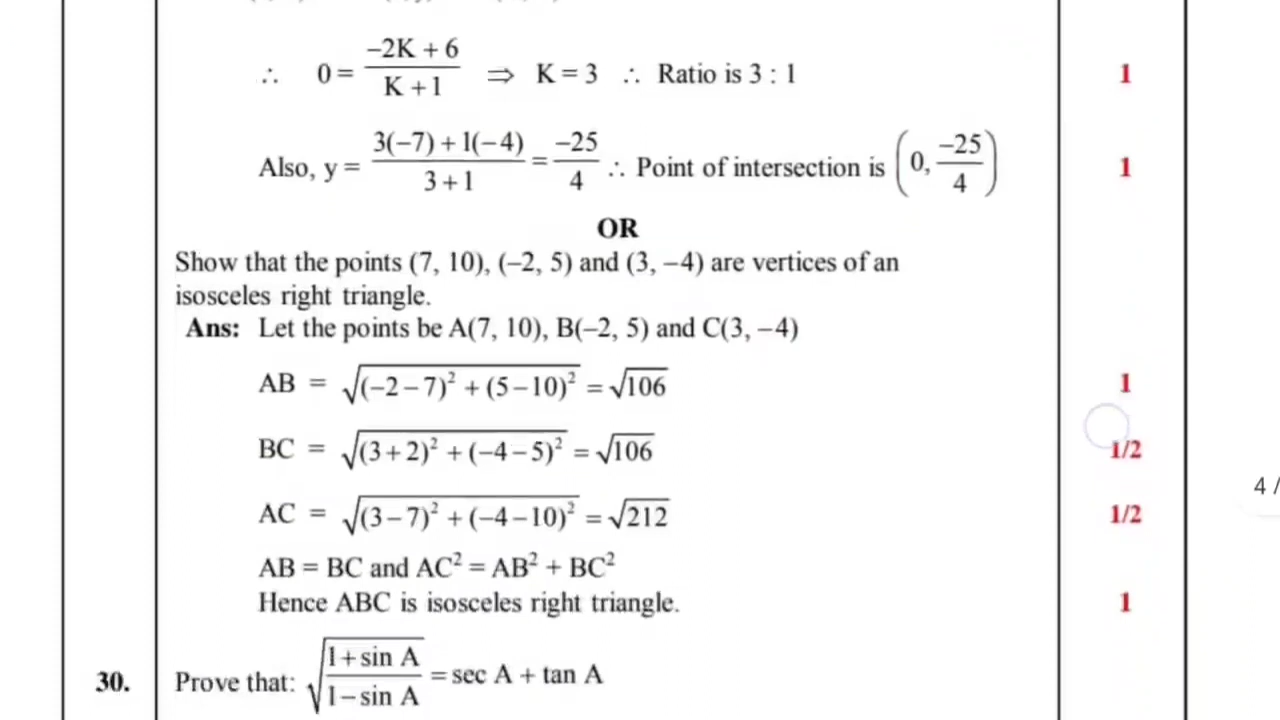 ∴ 0 = (−2K + 6)/(K + 1) ⇒ K = 3 ∴ Ratio is 3 : 1 1
Also, y = (3(−7) + 1(−4))/(3 + 1) = −25/4 ∴ Point of intersection is (0, −25/4) 1
OR
Show that the points (7, 10), (−2, 5) and (3, −4) are vertices of an
isosceles right triangle.
Ans: Let the points be A(7, 10), B(−2, 5) and C(3, −4)
AB = √((−2 − 7)² + (5 − 10)²) = √106 1
BC = √((3 + 2)² + (−4 − 5)²) = √106 1/2
4 /
AC = √((3 − 7)² + (−4 − 10)²) = √212 1/2
AB = BC and AC² = AB² + BC²
Hence ABC is isosceles right triangle. 1
30. Prove that: √((1 + sin A)/(1 − sin A)) = sec A + tan A